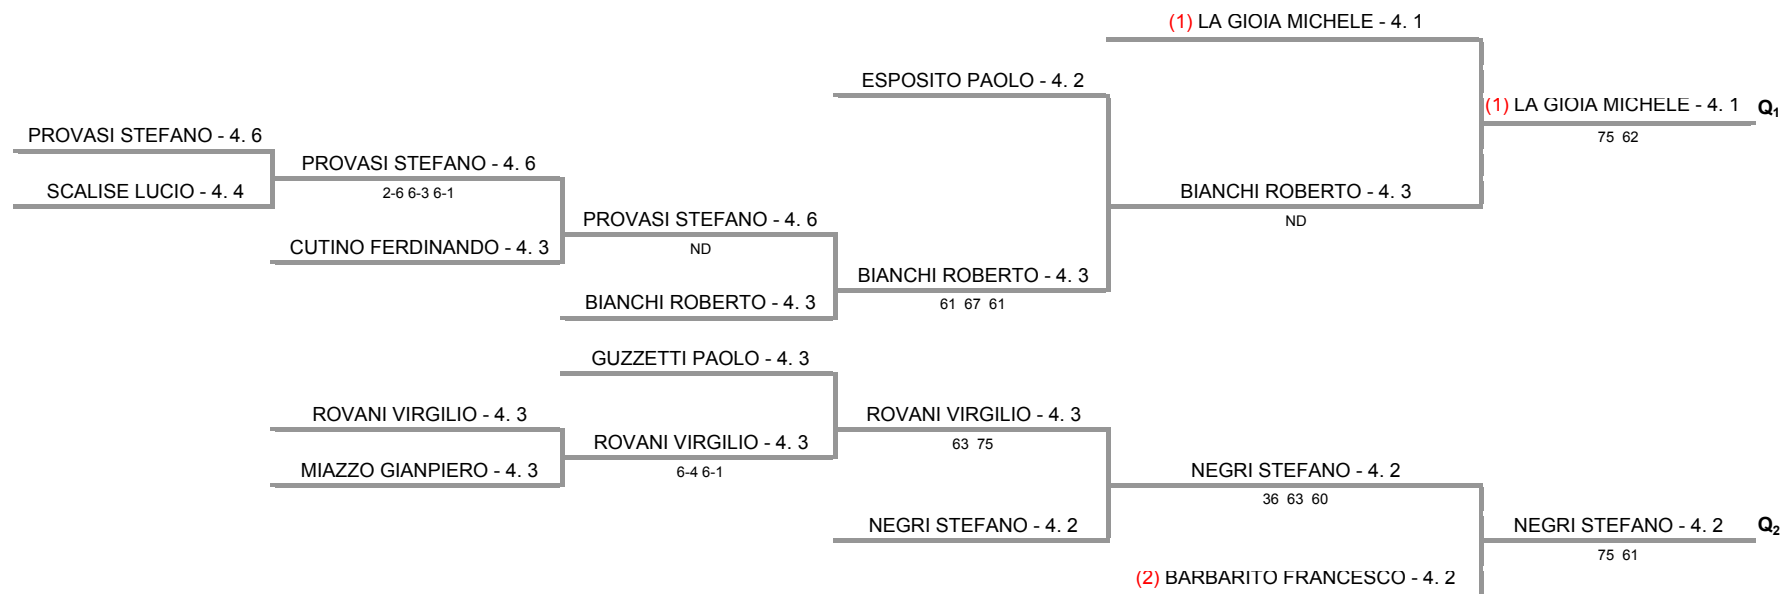 (1) LA GIOIA MICHELE - 4. 1
ESPOSITO PAOLO - 4. 2
(1) LA GIOIA MICHELE - 4. 1 Q1
75 62
PROVASI STEFANO - 4. 6
PROVASI STEFANO - 4. 6
2-6 6-3 6-1
SCALISE LUCIO - 4. 4
BIANCHI ROBERTO - 4. 3
ND
PROVASI STEFANO - 4. 6
ND
CUTINO FERDINANDO - 4. 3
BIANCHI ROBERTO - 4. 3
61 67 61
BIANCHI ROBERTO - 4. 3
GUZZETTI PAOLO - 4. 3
ROVANI VIRGILIO - 4. 3
ROVANI VIRGILIO - 4. 3
63 75
ROVANI VIRGILIO - 4. 3
6-4 6-1
MIAZZO GIANPIERO - 4. 3
NEGRI STEFANO - 4. 2
36 63 60
NEGRI STEFANO - 4. 2
NEGRI STEFANO - 4. 2 Q2
75 61
(2) BARBARITO FRANCESCO - 4. 2